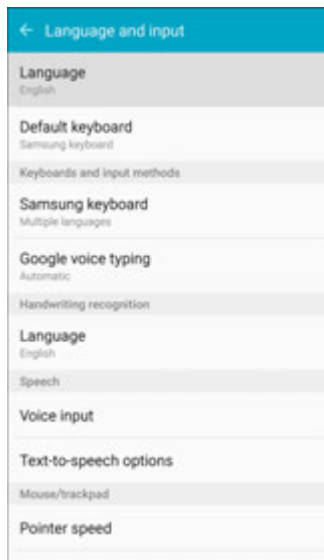 ← Language and input
Language
English
Default keyboard
Samsung keyboard
Keyboards and input methods
Samsung keyboard
Multiple languages
Google voice typing
Automatic
Handwriting recognition
Language
English
Speech
Voice input
Text-to-speech options
Mouse/trackpad
Pointer speed